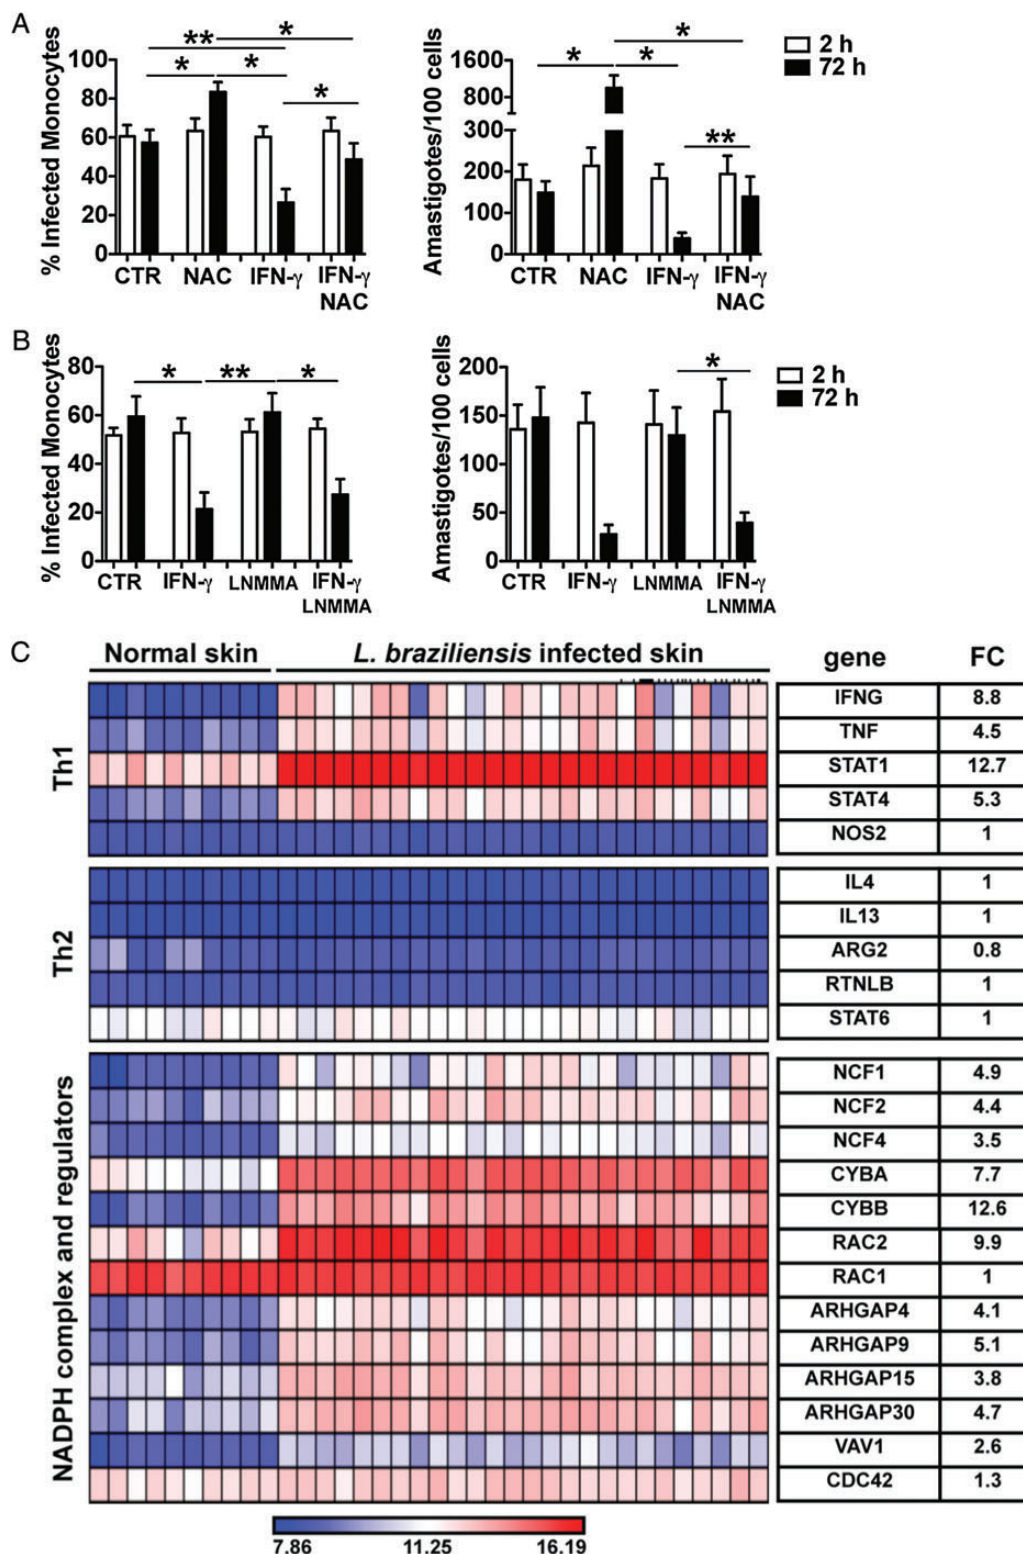 A
% Infected Monocytes
100
80
60
40
20
0
** *
* *
*
CTR NAC IFN-γ IFN-γ
NAC
Amastigotes/100 cells
1600
800
300
200
100
0
*
* *
**
CTR NAC IFN-γ IFN-γ
NAC
2 h
72 h
B
% Infected Monocytes
80
60
40
20
0
* ** *
CTR IFN-γ LNMMA IFN-γ
LNMMA
Amastigotes/100 cells
200
150
100
50
0
*
CTR IFN-γ LNMMA IFN-γ
LNMMA
2 h
72 h
C
Normal skin L. braziliensis infected skin gene FC
Th1
IFNG 8.8
TNF 4.5
STAT1 12.7
STAT4 5.3
NOS2 1
Th2
IL4 1
IL13 1
ARG2 0.8
RTNLB 1
STAT6 1
NADPH complex and regulators
NCF1 4.9
NCF2 4.4
NCF4 3.5
CYBA 7.7
CYBB 12.6
RAC2 9.9
RAC1 1
ARHGAP4 4.1
ARHGAP9 5.1
ARHGAP15 3.8
ARHGAP30 4.7
VAV1 2.6
CDC42 1.3
7.86 11.25 16.19